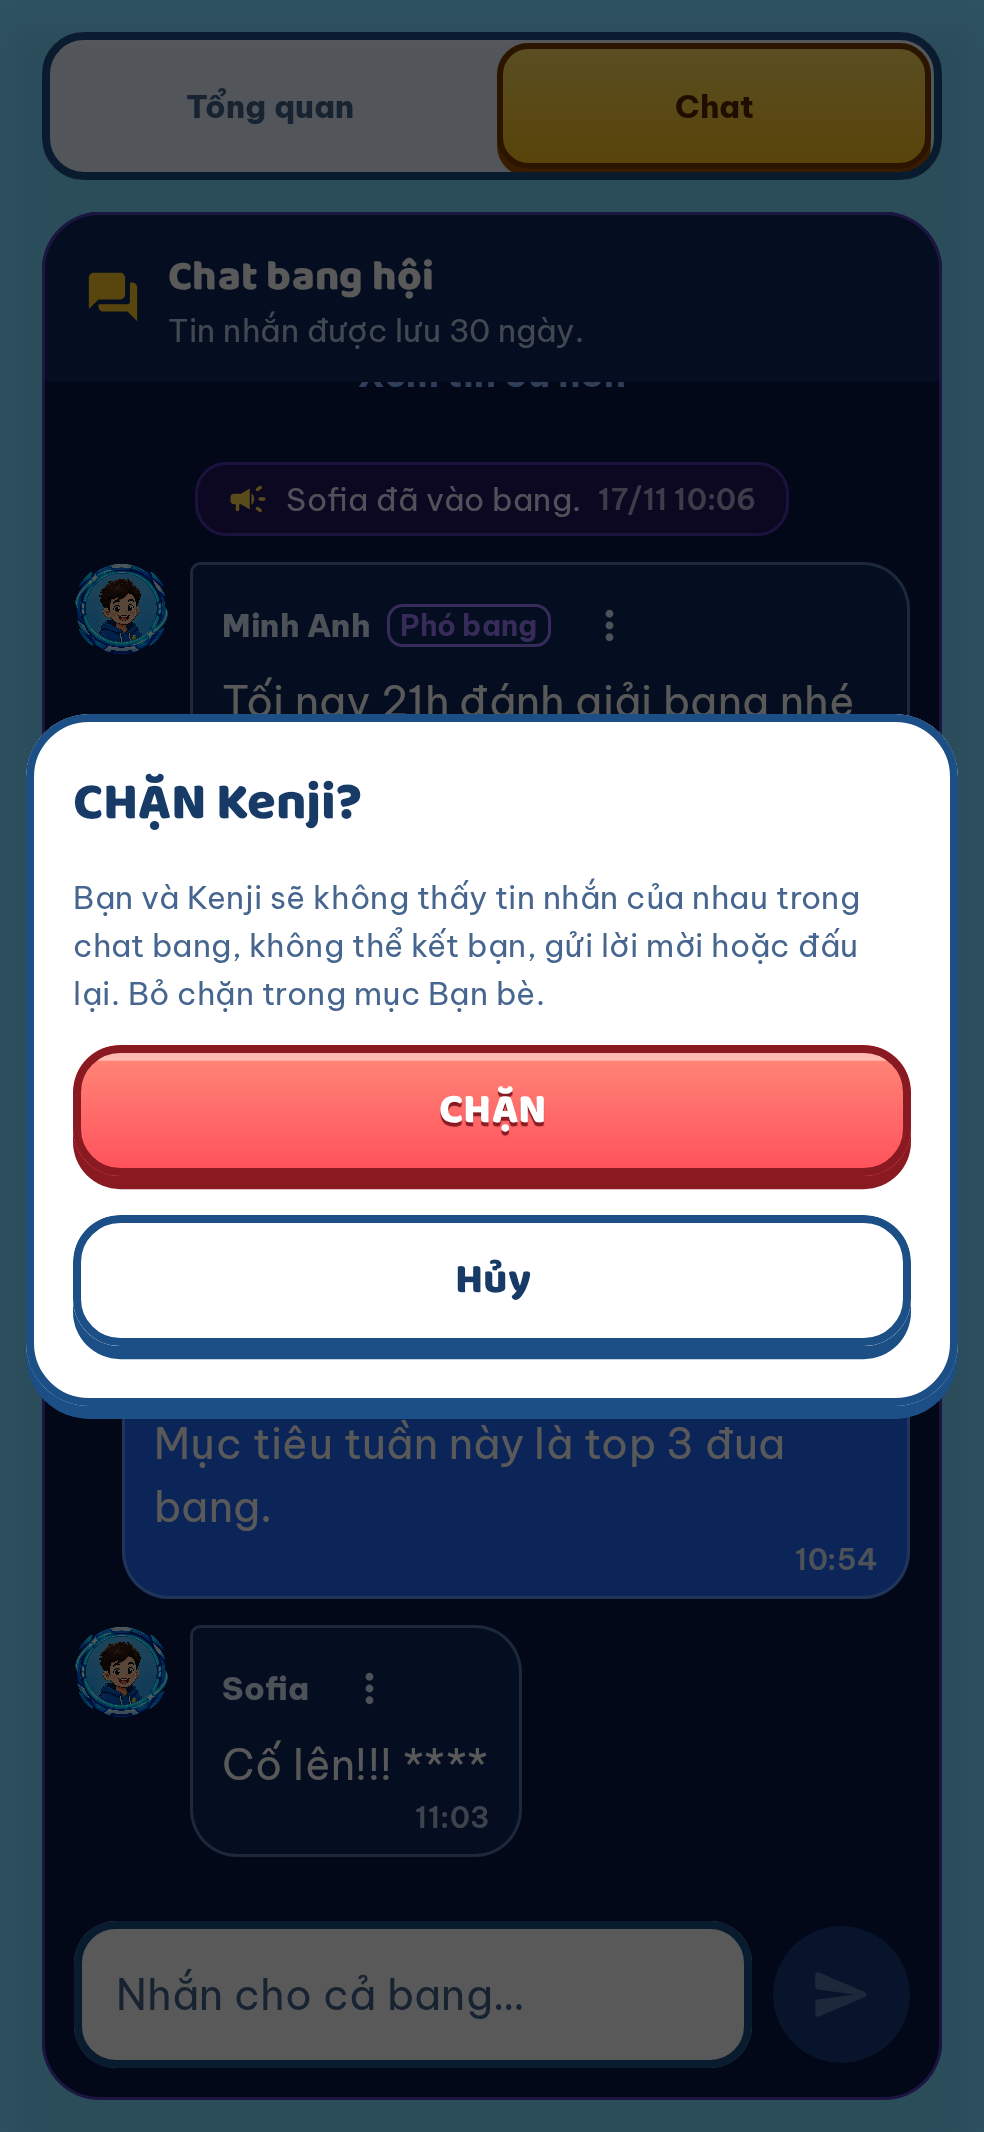 Tổng quan
Chat
Chat bang hội
Tin nhắn được lưu 30 ngày.
Sofia đã vào bang. 17/11 10:06
Minh Anh Phó bang
Tối nay 21h đánh giải bang nhé
CHẶN Kenji?
Bạn và Kenji sẽ không thấy tin nhắn của nhau trong
chat bang, không thể kết bạn, gửi lời mời hoặc đấu
lại. Bỏ chặn trong mục Bạn bè.
CHẶN
Hủy
Mục tiêu tuần này là top 3 đua
bang.
10:54
Sofia
Cố lên!!! ****
11:03
Nhắn cho cả bang...